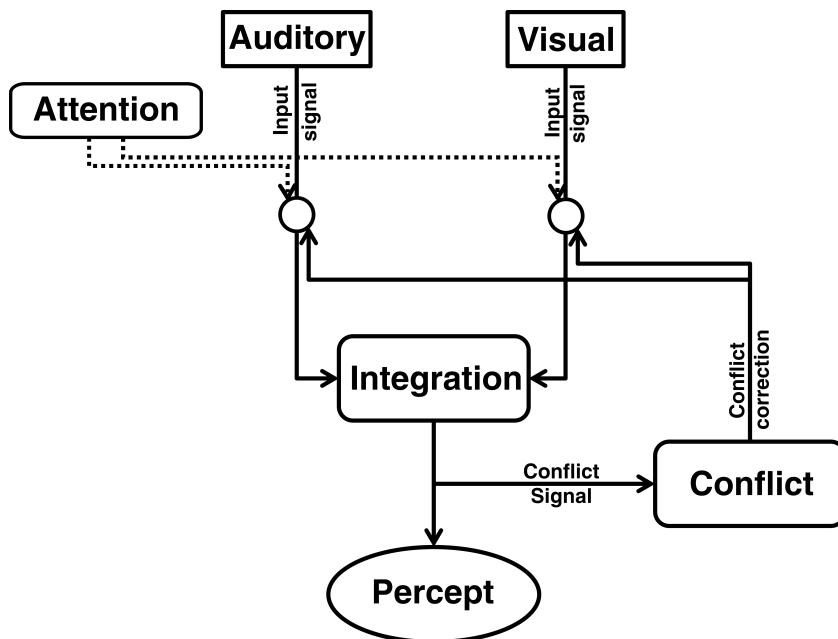 Auditory
Visual
Attention
Input
signal
Input
signal
Integration
Conflict
correction
Conflict
Signal
Conflict
Percept